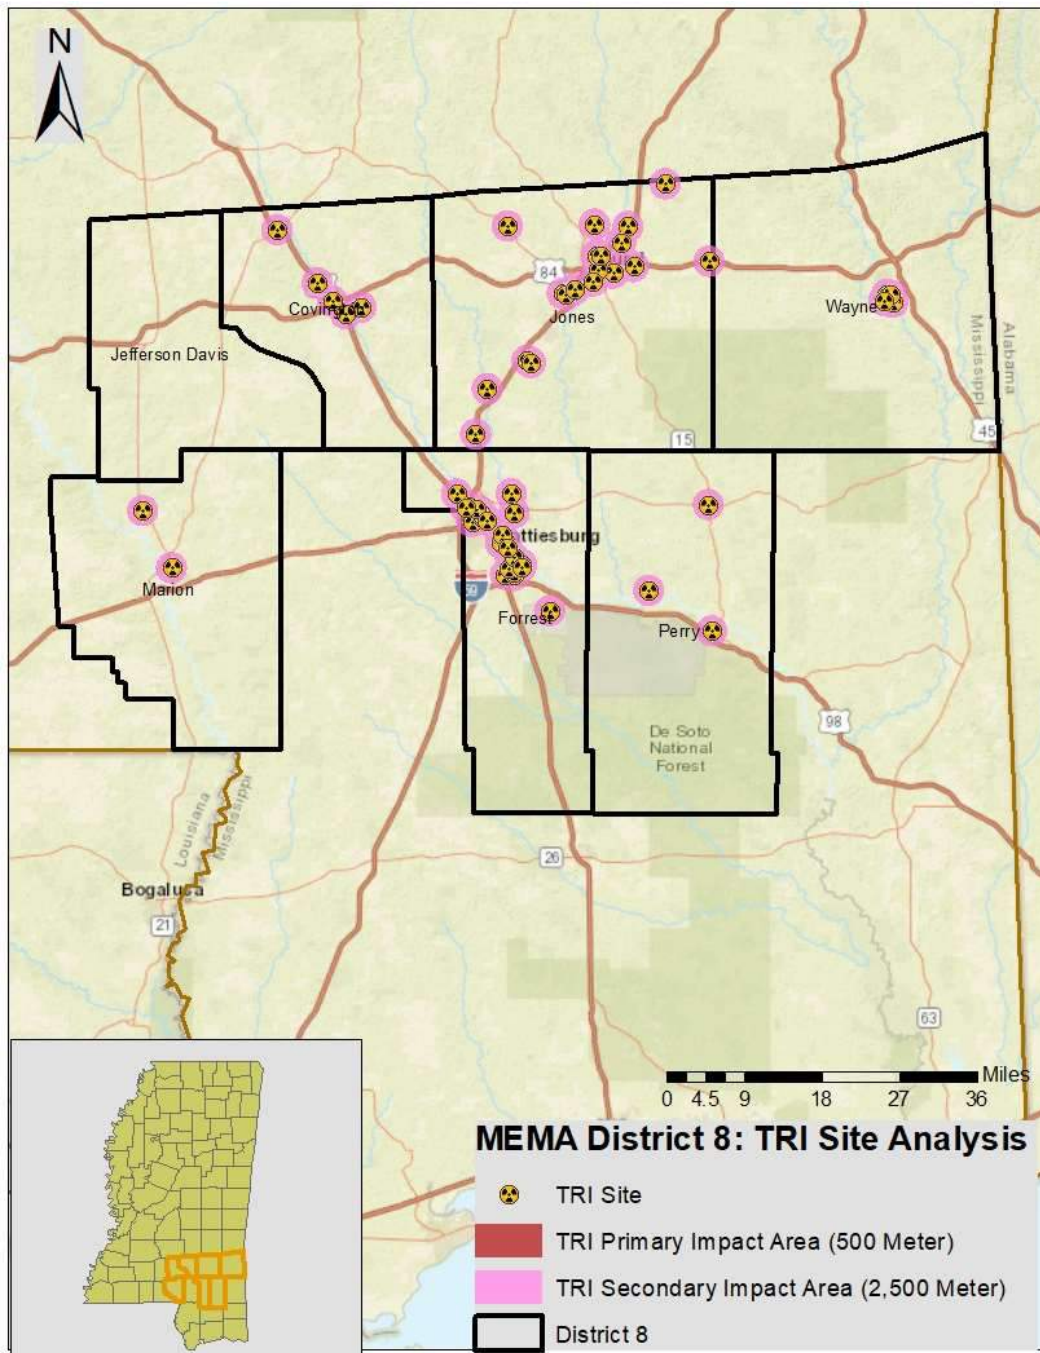 N
84
Covington
Jones
Wayne
Jefferson Davis
Mississippi
Alabama
45
15
ttiesburg
Marion
59
Forrest
Perry
98
De Soto
National
Forest
Louisiana
Mississippi
26
Bogalusa
21
63
Miles
0 4.5 9 18 27 36
MEMA District 8: TRI Site Analysis
TRI Site
TRI Primary Impact Area (500 Meter)
TRI Secondary Impact Area (2,500 Meter)
District 8